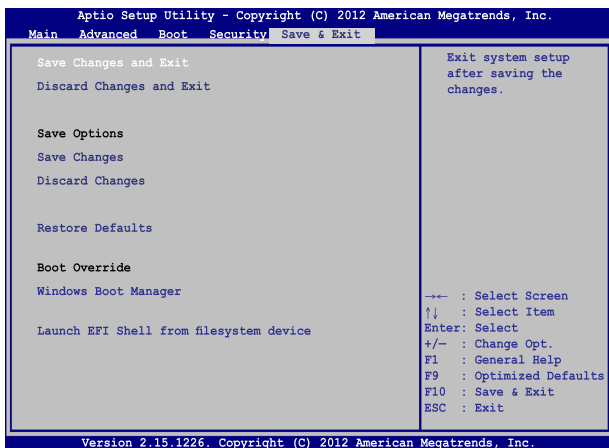 Aptio Setup Utility - Copyright (C) 2012 American Megatrends, Inc.
Main Advanced Boot Security Save & Exit
Save Changes and Exit
Discard Changes and Exit
Save Options
Save Changes
Discard Changes
Restore Defaults
Boot Override
Windows Boot Manager
Launch EFI Shell from filesystem device
Exit system setup
after saving the
changes.
→← : Select Screen
↑↓ : Select Item
Enter: Select
+/— : Change Opt.
F1 : General Help
F9 : Optimized Defaults
F10 : Save & Exit
ESC : Exit
Version 2.15.1226. Copyright (C) 2012 American Megatrends, Inc.